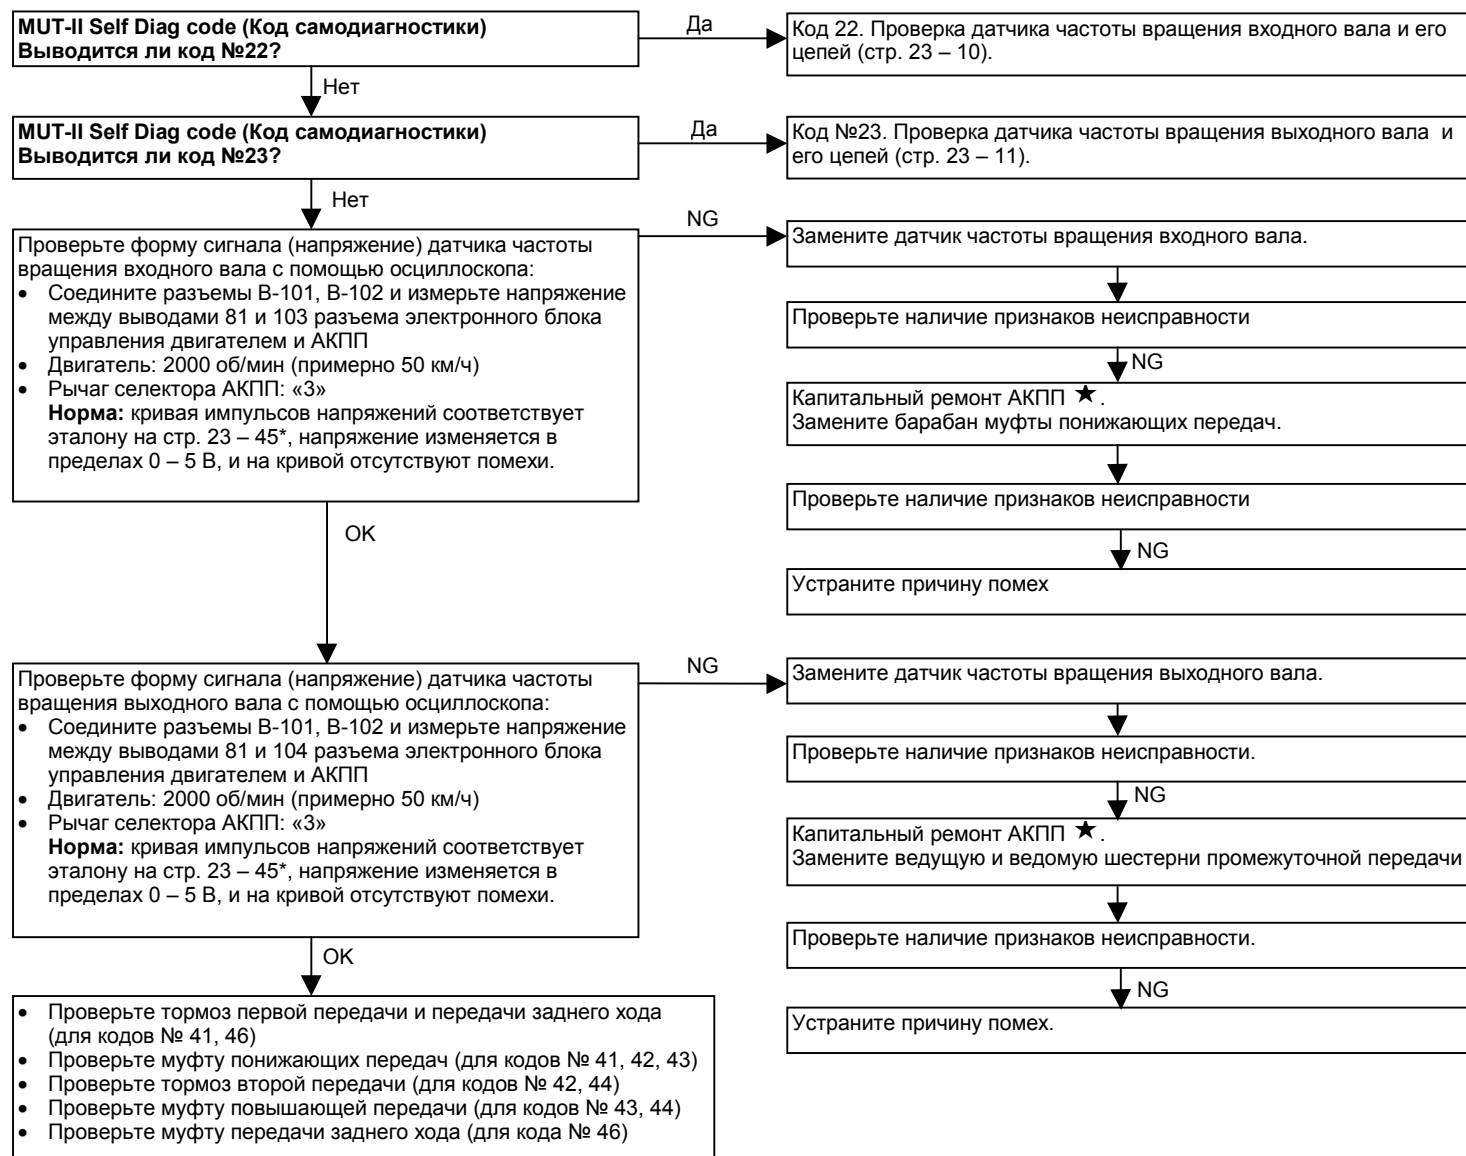 MUT-II Self Diag code (Код самодиагностики)
Выводится ли код №22?
Да
Код 22. Проверка датчика частоты вращения входного вала и его
цепей (стр. 23 – 10).
Нет
MUT-II Self Diag code (Код самодиагностики)
Выводится ли код №23?
Да
Код №23. Проверка датчика частоты вращения выходного вала и
его цепей (стр. 23 – 11).
Нет
Проверьте форму сигнала (напряжение) датчика частоты
вращения входного вала с помощью осциллоскопа:
• Соедините разъемы В-101, В-102 и измерьте напряжение
между выводами 81 и 103 разъема электронного блока
управления двигателем и АКПП
• Двигатель: 2000 об/мин (примерно 50 км/ч)
• Рычаг селектора АКПП: «3»
Норма: кривая импульсов напряжений соответствует
эталону на стр. 23 – 45*, напряжение изменяется в
пределах 0 – 5 В, и на кривой отсутствуют помехи.
NG
Замените датчик частоты вращения входного вала.
Проверьте наличие признаков неисправности
NG
Капитальный ремонт АКПП ★.
Замените барабан муфты понижающих передач.
Проверьте наличие признаков неисправности
NG
Устраните причину помех
OK
Проверьте форму сигнала (напряжение) датчика частоты
вращения выходного вала с помощью осциллоскопа:
• Соедините разъемы В-101, В-102 и измерьте напряжение
между выводами 81 и 104 разъема электронного блока
управления двигателем и АКПП
• Двигатель: 2000 об/мин (примерно 50 км/ч)
• Рычаг селектора АКПП: «3»
Норма: кривая импульсов напряжений соответствует
эталону на стр. 23 – 45*, напряжение изменяется в
пределах 0 – 5 В, и на кривой отсутствуют помехи.
NG
Замените датчик частоты вращения выходного вала.
Проверьте наличие признаков неисправности.
NG
Капитальный ремонт АКПП ★.
Замените ведущую и ведомую шестерни промежуточной передачи
Проверьте наличие признаков неисправности.
NG
Устраните причину помех.
OK
• Проверьте тормоз первой передачи и передачи заднего хода
(для кодов № 41, 46)
• Проверьте муфту понижающих передач (для кодов № 41, 42, 43)
• Проверьте тормоз второй передачи (для кодов № 42, 44)
• Проверьте муфту повышающей передачи (для кодов № 43, 44)
• Проверьте муфту передачи заднего хода (для кода № 46)